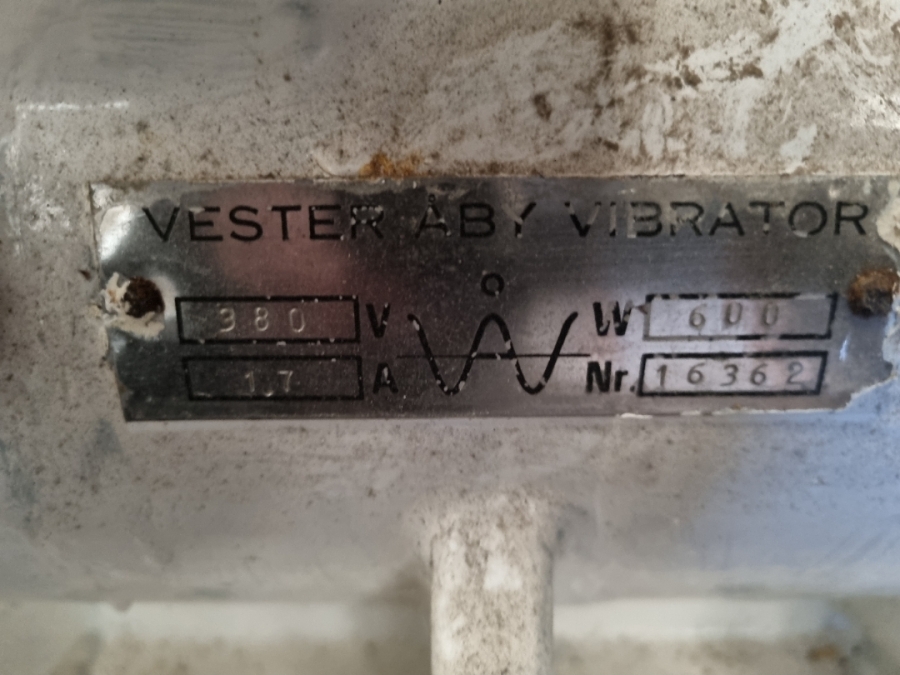 VESTER ÅBY VIBRATOR
380 V W 600
1.7 A Nr. 16362